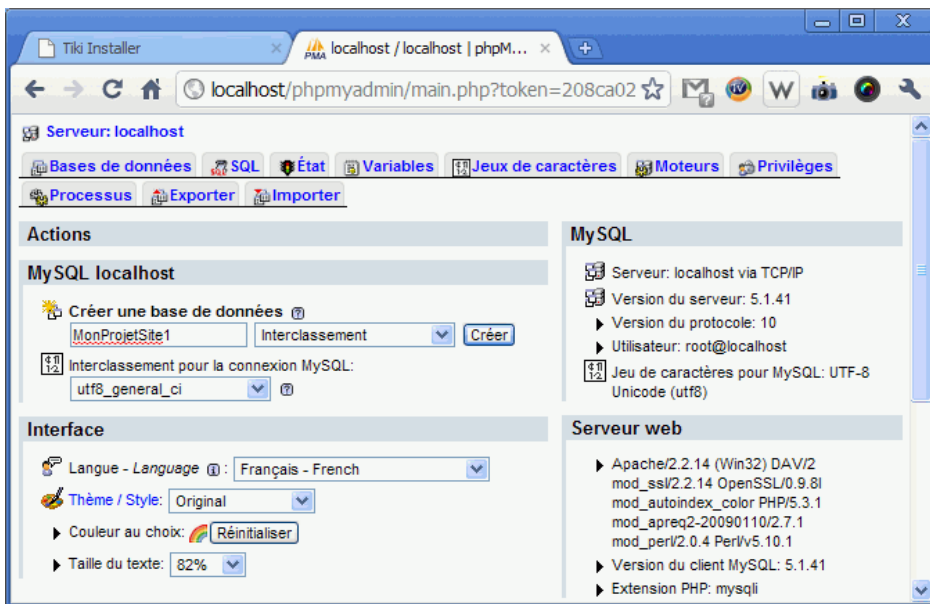 Tiki Installer
localhost / localhost | phpM...
localhost/phpmyadmin/main.php?token=208ca02
Serveur: localhost
Bases de données SQL État Variables Jeux de caractères Moteurs Privilèges
Processus Exporter Importer
Actions
MySQL localhost
Créer une base de données
MonProjetSite1 Interclassement Créer
Interclassement pour la connexion MySQL:
utf8_general_ci
Interface
Langue - Language : Français - French
Thème / Style: Original
Couleur au choix: Réinitialiser
Taille du texte: 82%
MySQL
Serveur: localhost via TCP/IP
Version du serveur: 5.1.41
Version du protocole: 10
Utilisateur: root@localhost
Jeu de caractères pour MySQL: UTF-8
Unicode (utf8)
Serveur web
Apache/2.2.14 (Win32) DAV/2
mod_ssl/2.2.14 OpenSSL/0.9.8l
mod_autoindex_color PHP/5.3.1
mod_apreq2-20090110/2.7.1
mod_perl/2.0.4 Perl/v5.10.1
Version du client MySQL: 5.1.41
Extension PHP: mysqli